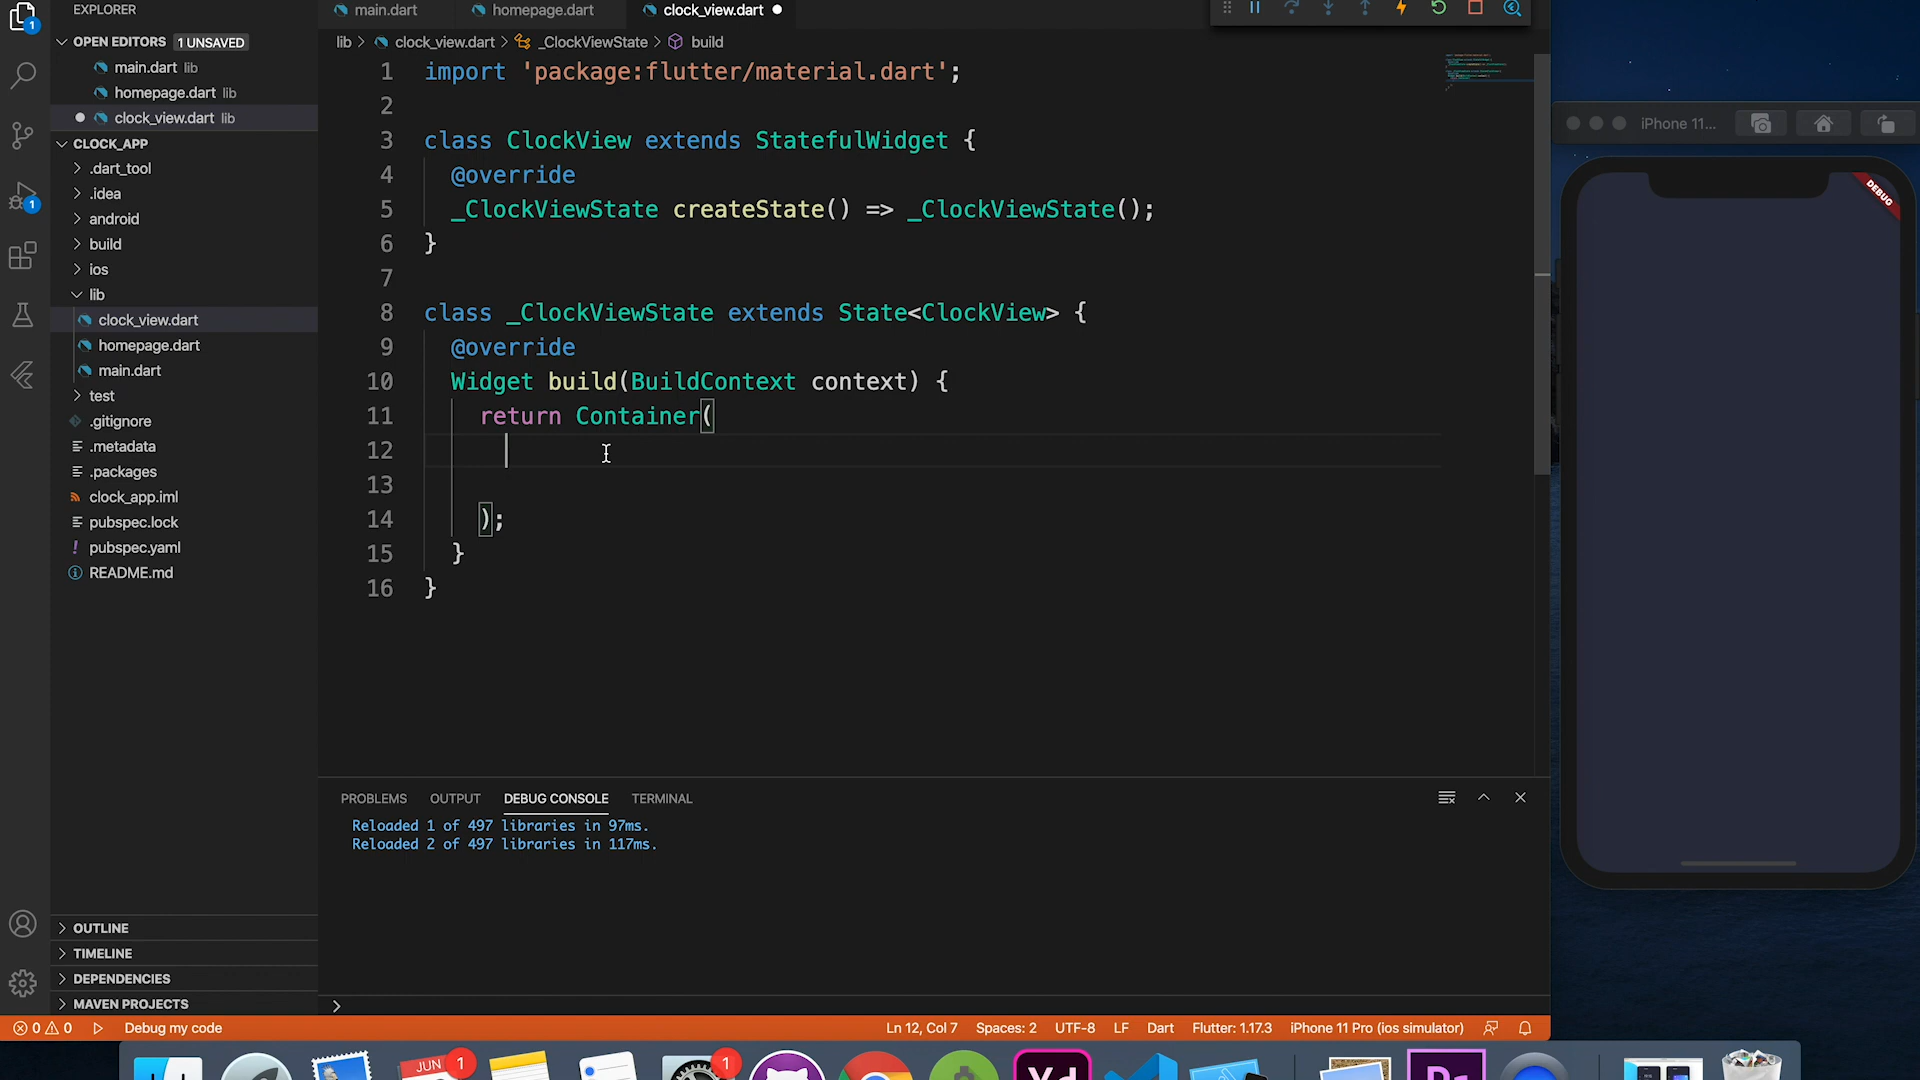 EXPLORER
main.dart
homepage.dart
clock_view.dart
OPEN EDITORS 1 UNSAVED
main.dart lib
homepage.dart lib
clock_view.dart lib
CLOCK_APP
.dart_tool
.idea
android
build
ios
lib
clock_view.dart
homepage.dart
main.dart
test
.gitignore
.metadata
.packages
clock_app.iml
pubspec.lock
pubspec.yaml
README.md
OUTLINE
TIMELINE
DEPENDENCIES
MAVEN PROJECTS
1
1
lib > clock_view.dart > _ClockViewState > build
1 import 'package:flutter/material.dart';
2
3 class ClockView extends StatefulWidget {
4 @override
5 _ClockViewState createState() => _ClockViewState();
6 }
7
8 class _ClockViewState extends State<ClockView> {
9 @override
10 Widget build(BuildContext context) {
11 return Container(
12
13
14 );
15 }
16 }
PROBLEMS OUTPUT DEBUG CONSOLE TERMINAL
Reloaded 1 of 497 libraries in 97ms.
Reloaded 2 of 497 libraries in 117ms.
iPhone 11...
DEBUG
0 0 Debug my code
Ln 12, Col 7 Spaces: 2 UTF-8 LF Dart Flutter: 1.17.3 iPhone 11 Pro (ios simulator)
JUN 1
1
Xd
Pr